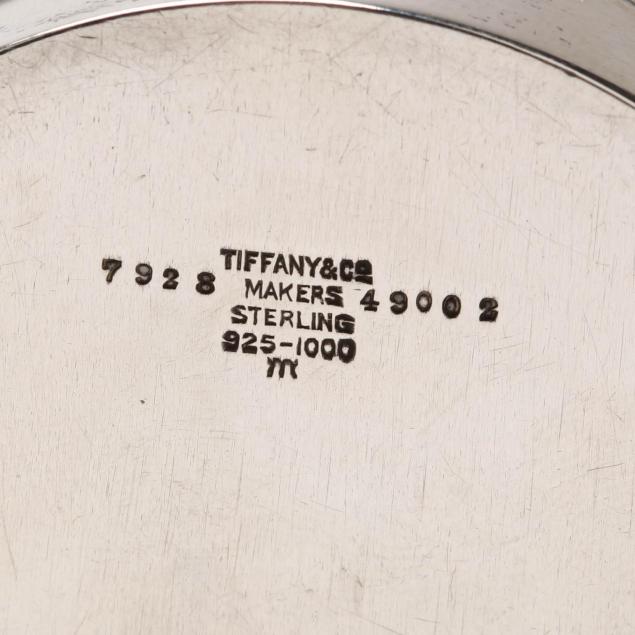 TIFFANY & Co
7928 MAKERS 49002
STERLING
925-1000
m